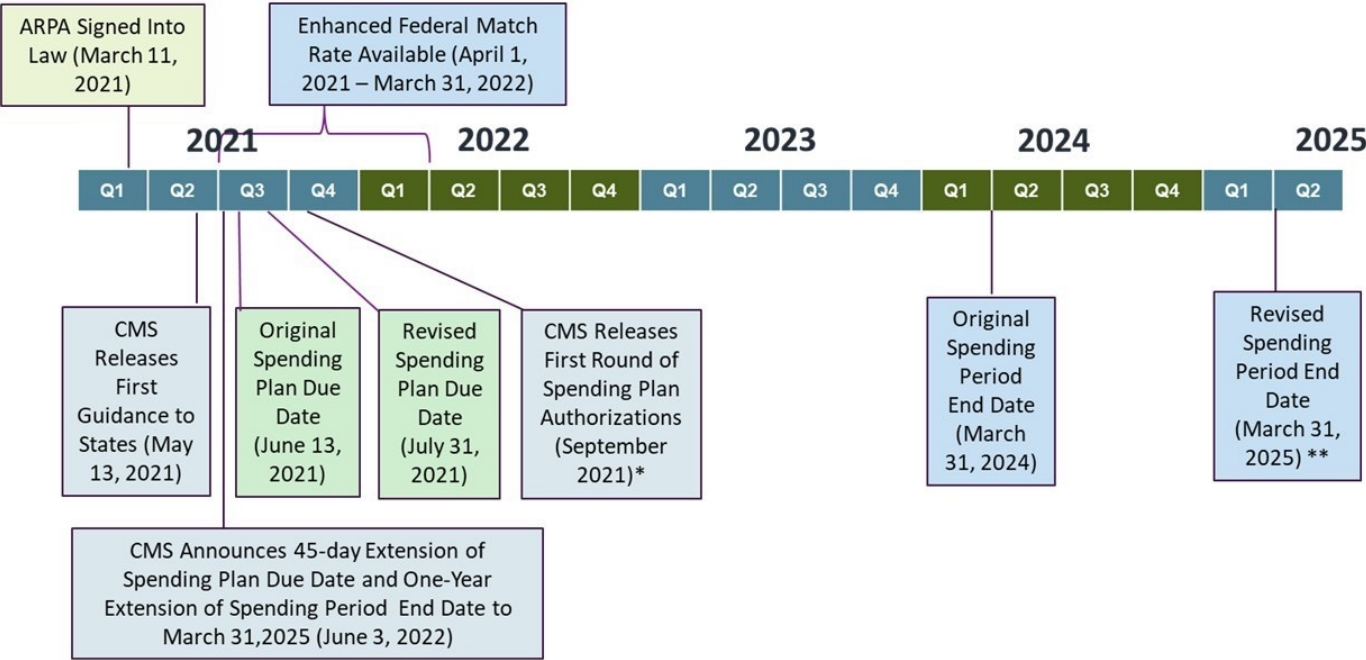 ARPA Signed Into
Law (March 11,
2021)
Enhanced Federal Match
Rate Available (April 1,
2021 – March 31, 2022)
2021
2022
2023
2024
2025
Q1 Q2 Q3 Q4 Q1 Q2 Q3 Q4 Q1 Q2 Q3 Q4 Q1 Q2 Q3 Q4 Q1 Q2
CMS
Releases
First
Guidance to
States (May
13, 2021)
Original
Spending
Plan Due
Date
(June 13,
2021)
Revised
Spending
Plan Due
Date
(July 31,
2021)
CMS Releases
First Round of
Spending Plan
Authorizations
(September
2021)*
Original
Spending
Period
End Date
(March
31, 2024)
Revised
Spending
Period End
Date
(March 31,
2025) **
CMS Announces 45-day Extension of
Spending Plan Due Date and One-Year
Extension of Spending Period End Date to
March 31,2025 (June 3, 2022)